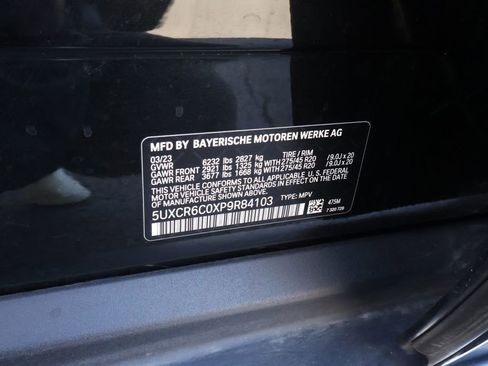 MFD BY BAYERISCHE MOTOREN WERKE AG
03/23 TIRE / RIM
GVWR 6232 lbs 2827 kg
GAWR FRONT 2921 lbs 1325 kg WITH 275/45 R20 /9.0J x 20
GAWR REAR 3677 lbs 1668 kg WITH 275/45 R20 /9.0J x 20
THIS VEHICLE CONFORMS TO ALL APPLICABLE U.S. FEDERAL
MOTOR VEHICLE SAFETY STANDARDS IN EFFECT ON THE DATE
OF MANUFACTURE SHOWN ABOVE.
5UXCR6C0XP9R84103 TYPE: MPV
475M
7 320 729